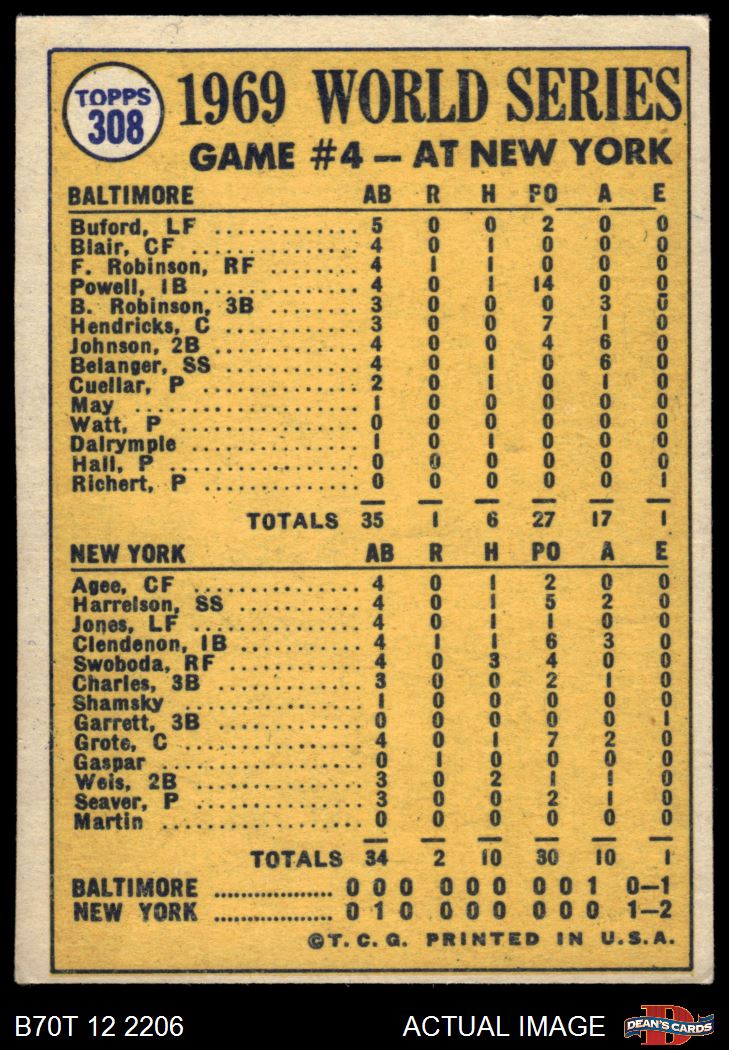 TOPPS
308
1969 WORLD SERIES
GAME #4 — AT NEW YORK
BALTIMORE AB R H PO A E
Buford, LF .............. 5 0 0 2 0 0
Blair, CF ................ 4 0 1 0 0 0
F. Robinson, RF ........ 4 1 1 0 0 0
Powell, 1B .............. 4 0 1 14 0 0
B. Robinson, 3B ........ 3 0 0 0 3 0
Hendricks, C ............ 3 0 0 7 1 0
Johnson, 2B ............ 4 0 0 4 6 0
Belanger, SS ............ 4 0 1 0 6 0
Cuellar, P .............. 2 0 1 0 1 0
May .................... 1 0 0 0 0 0
Watt, P ................ 0 0 0 0 0 0
Dalrymple .............. 1 0 1 0 0 0
Hall, P ................ 0 0 0 0 0 0
Richert, P .............. 0 0 0 0 0 1
TOTALS 35 1 6 27 17 1
NEW YORK AB R H PO A E
Agee, CF .............. 4 0 1 2 0 0
Harrelson, SS .......... 4 0 1 5 2 0
Jones, LF .............. 4 0 1 1 0 0
Clendenon, 1B .......... 4 1 1 6 3 0
Swoboda, RF .......... 4 0 3 4 0 0
Charles, 3B ............ 3 0 0 2 1 0
Shamsky .............. 1 0 0 0 0 0
Garrett, 3B ............ 0 0 0 0 0 1
Grote, C .............. 4 0 1 7 2 0
Gaspar ................ 0 1 0 0 0 0
Weis, 2B .............. 3 0 2 1 1 0
Seaver, P .............. 3 0 0 2 1 0
Martin ................ 0 0 0 0 0 0
TOTALS 34 2 10 30 10 1
BALTIMORE ................ 0 0 0 0 0 0 0 0 1 0—1
NEW YORK ................ 0 1 0 0 0 0 0 0 0 1—2
©T.C.G. PRINTED IN U.S.A.
B70T 12 2206 ACTUAL IMAGE
DEAN'S CARDS